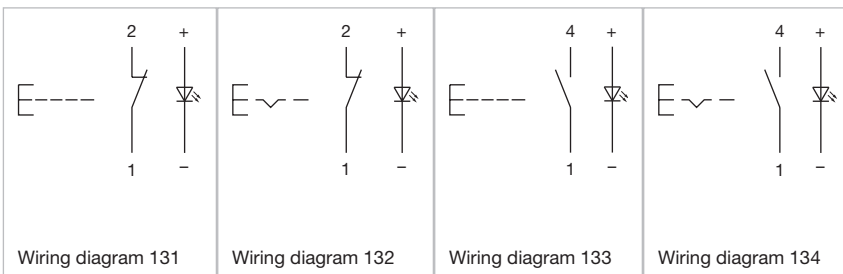 2 + 2 + 4 + 4 +
1 – 1 – 1 – 1 –
Wiring diagram 131 Wiring diagram 132 Wiring diagram 133 Wiring diagram 134